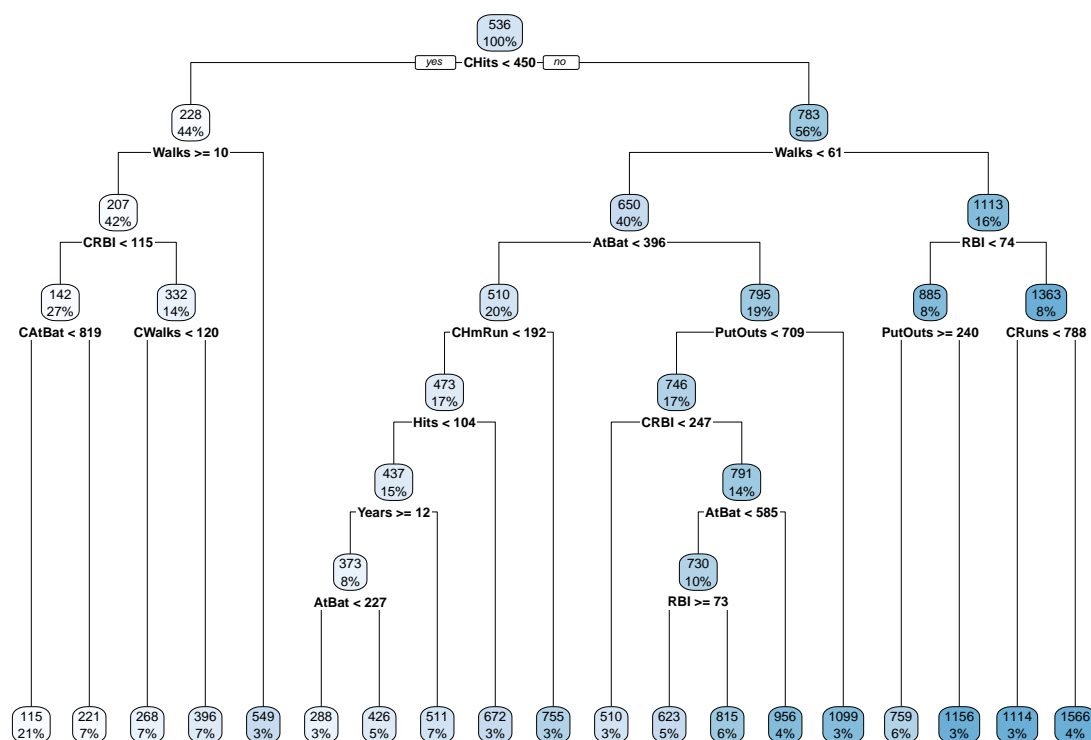 536
100%
yes CHits < 450 no
228 783
44% 56%
Walks >= 10 Walks < 61
207 650 1113
42% 40% 16%
CRBI < 115 AtBat < 396 RBI < 74
142 332 510 795 885 1363
27% 14% 20% 19% 8% 8%
CAtBat < 819 CWalks < 120 CHmRun < 192 PutOuts < 709 PutOuts >= 240 CRuns < 788
473 746
17% 17%
Hits < 104 CRBI < 247
437 791
15% 14%
Years >= 12 AtBat < 585
373 730
8% 10%
AtBat < 227 RBI >= 73
115 221 268 396 549 288 426 511 672 755 510 623 815 956 1099 759 1156 1114 1566
21% 7% 7% 7% 3% 3% 5% 7% 3% 3% 3% 5% 6% 4% 3% 6% 3% 3% 4%